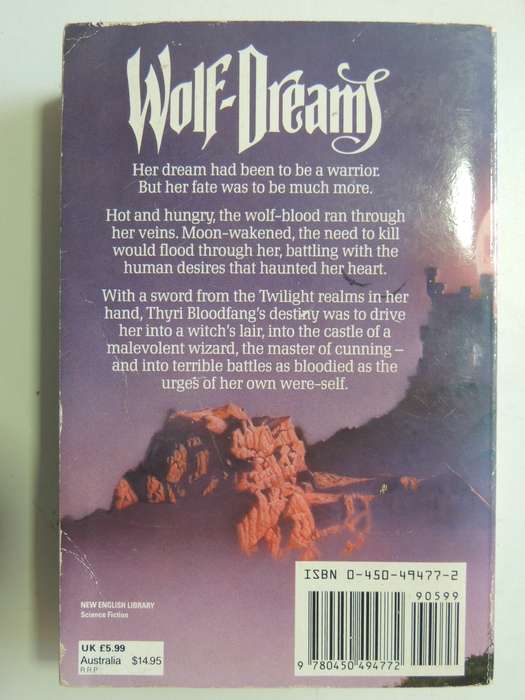 Wolf-Dreams
Her dream had been to be a warrior.
But her fate was to be much more.
Hot and hungry, the wolf-blood ran through
her veins. Moon-wakened, the need to kill
would flood through her, battling with the
human desires that haunted her heart.
With a sword from the Twilight realms in her
hand, Thyri Bloodfang's destiny was to drive
her into a witch's lair, into the castle of a
malevolent wizard, the master of cunning –
and into terrible battles as bloodied as the
urges of her own were-self.
ISBN 0-450-49477-2
90599
9 780450 494772
NEW ENGLISH LIBRARY
Science Fiction
UK £5.99
Australia $14.95
R.R.P.